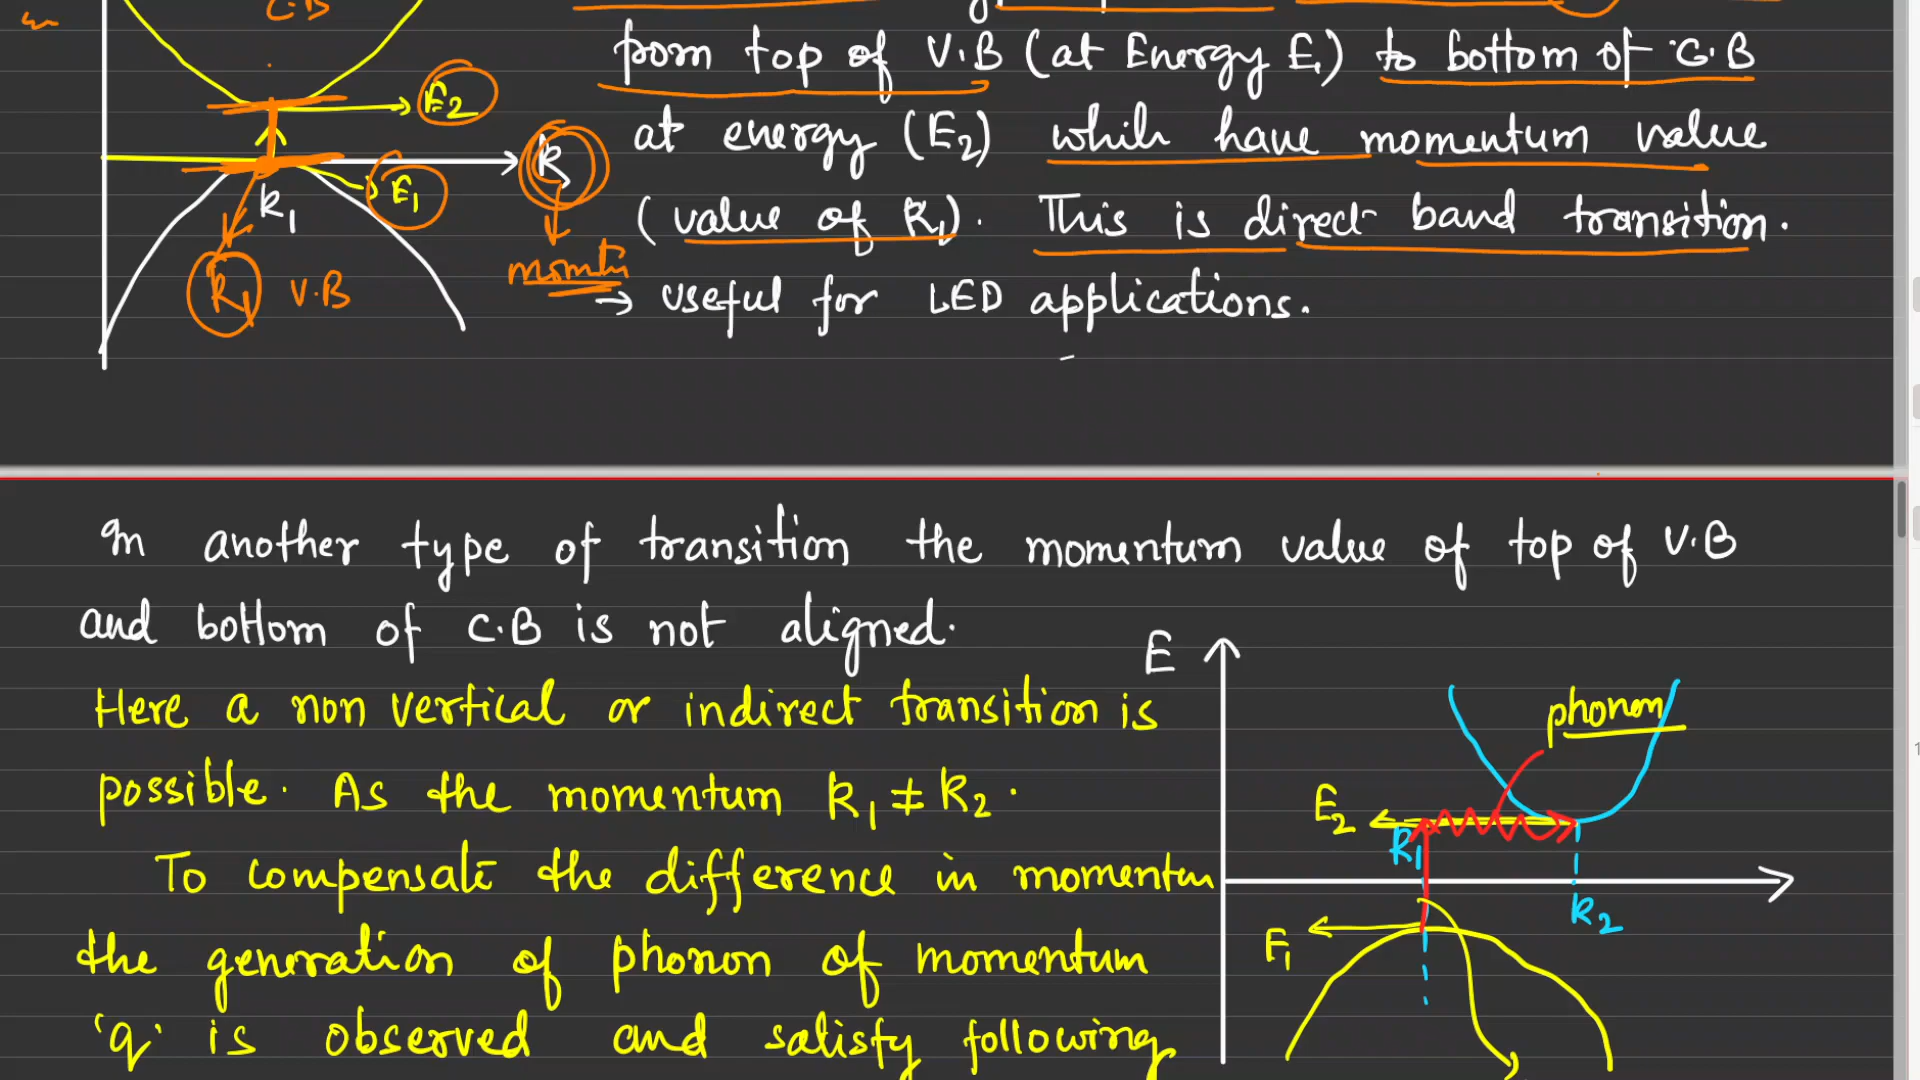 C.B
from top of V.B (at Energy E₁) to bottom of C.B
E₂
at energy (E₂) which have momentum value
k
E₁
k₁
(value of k₁). This is direct band transition.
k₁ V.B
→ useful for LED applications.
In another type of transition the momentum value of top of V.B
and bottom of C.B is not aligned.
E
Here a non vertical or indirect transition is
phonon
possible. As the momentum k₁ ≠ k₂.
E₂
k₁
To compensate the difference in momentum
k₂
E₁
the generation of phonon of momentum
'q' is observed and satisfy following